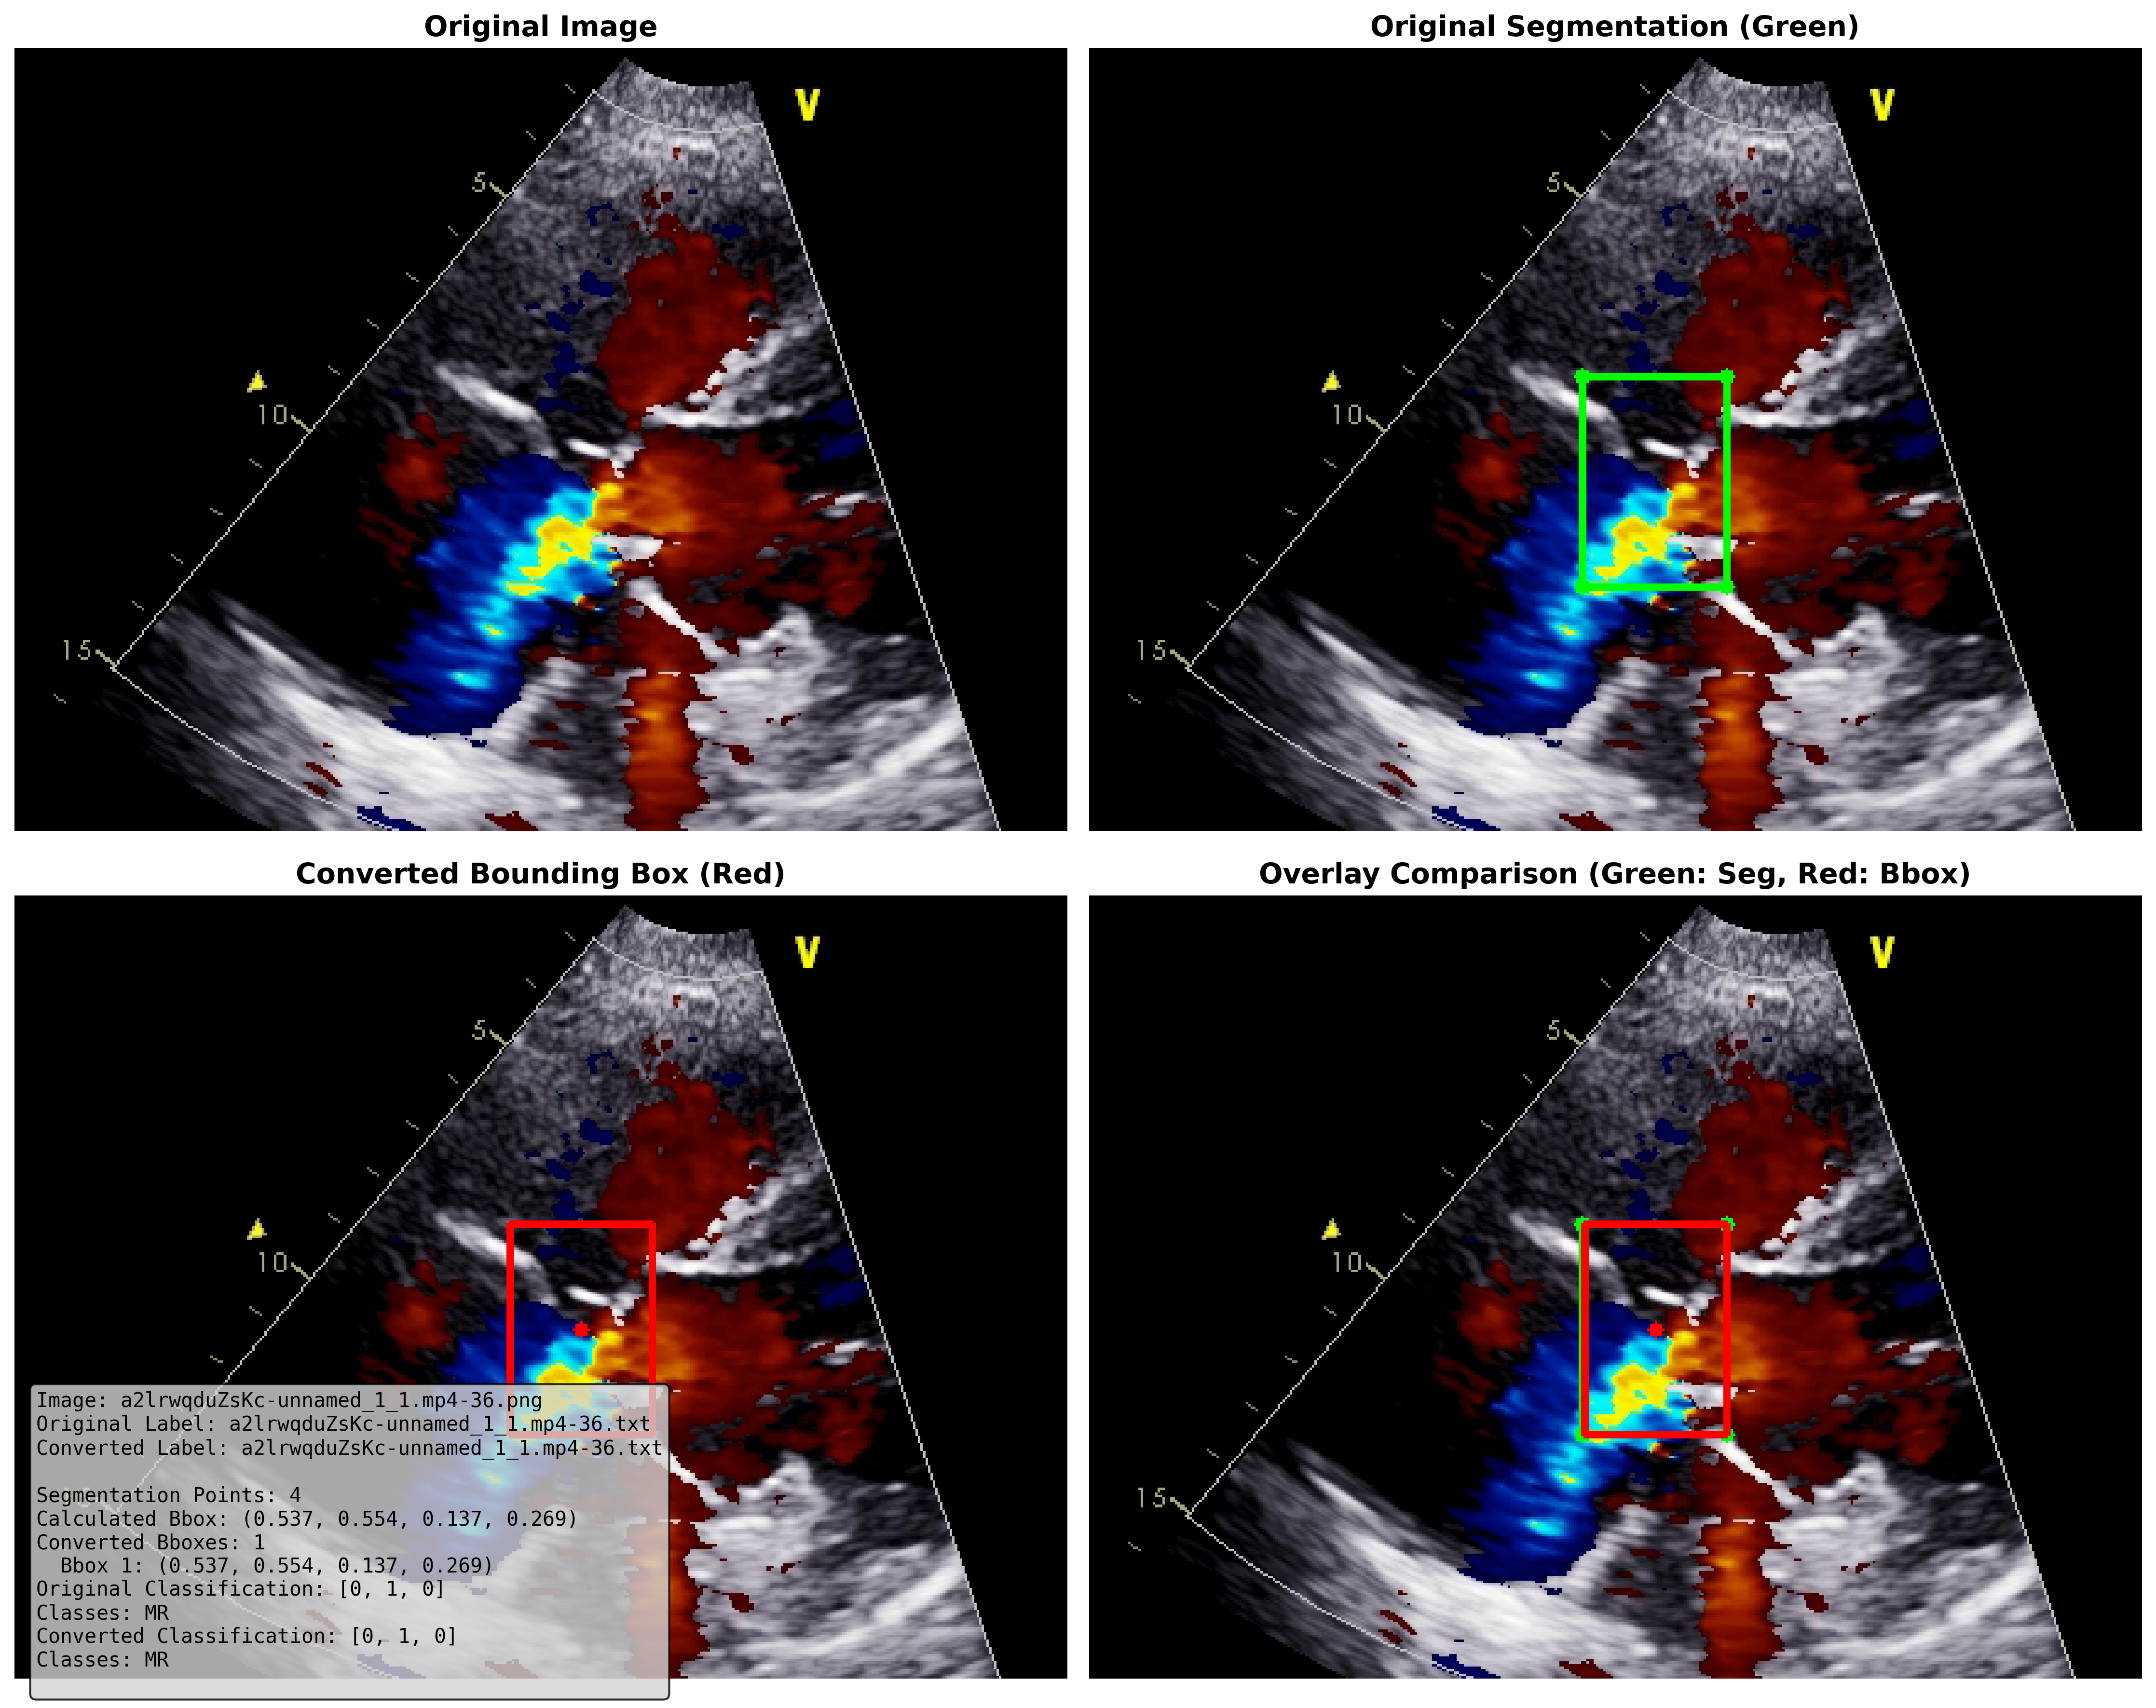 Original Image
Original Segmentation (Green)
V
5
10
15
V
5
10
15
Converted Bounding Box (Red)
Overlay Comparison (Green: Seg, Red: Bbox)
V
5
10
V
5
10
15
Image: a2lrwqduZsKc-unnamed_1_1.mp4-36.png
Original Label: a2lrwqduZsKc-unnamed_1_1.mp4-36.txt
Converted Label: a2lrwqduZsKc-unnamed_1_1.mp4-36.txt
Segmentation Points: 4
Calculated Bbox: (0.537, 0.554, 0.137, 0.269)
Converted Bboxes: 1
Bbox 1: (0.537, 0.554, 0.137, 0.269)
Original Classification: [0, 1, 0]
Classes: MR
Converted Classification: [0, 1, 0]
Classes: MR